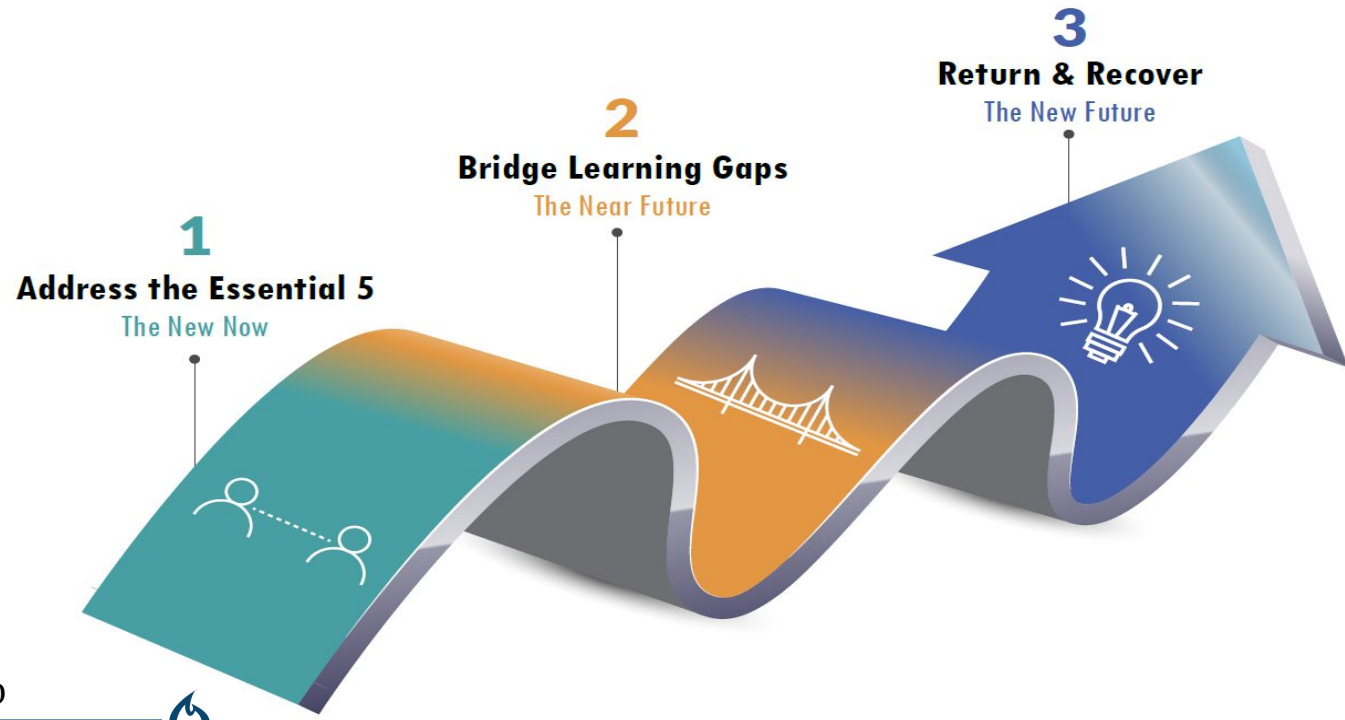 1
Address the Essential 5
The New Now
2
Bridge Learning Gaps
The Near Future
3
Return & Recover
The New Future